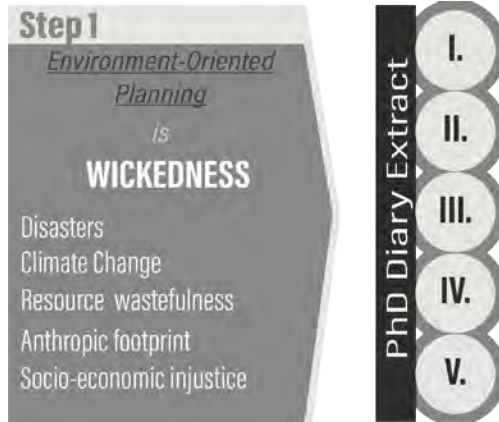 Step 1
Environment-Oriented
Planning
is
WICKEDNESS
Disasters
Climate Change
Resource wastefulness
Anthropic footprint
Socio-economic injustice
PhD Diary Extract
I.
II.
III.
IV.
V.